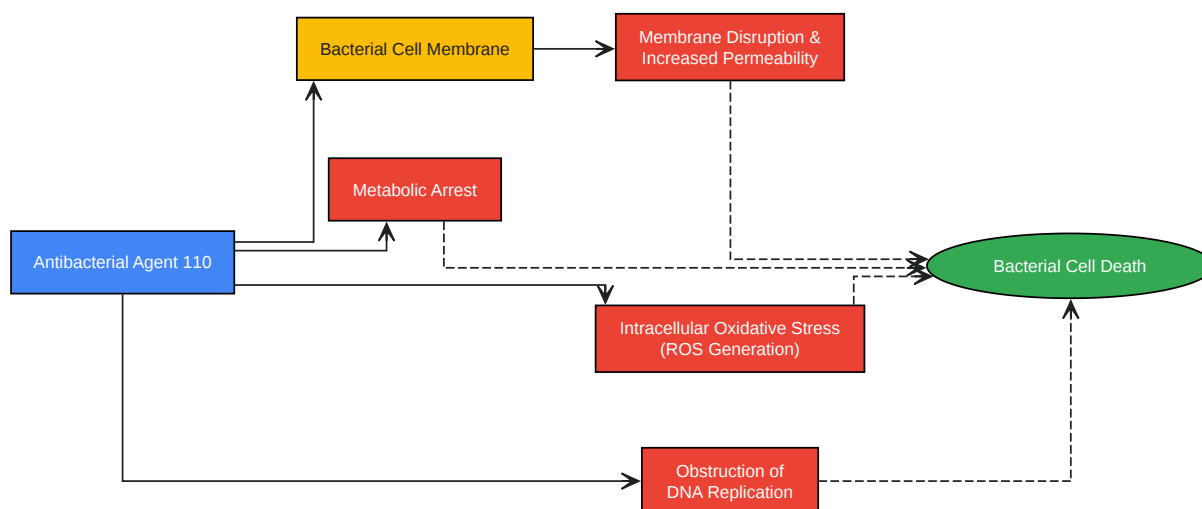 Bacterial Cell Membrane
Membrane Disruption &
Increased Permeability
Metabolic Arrest
Antibacterial Agent 110
Bacterial Cell Death
Intracellular Oxidative Stress
(ROS Generation)
Obstruction of
DNA Replication